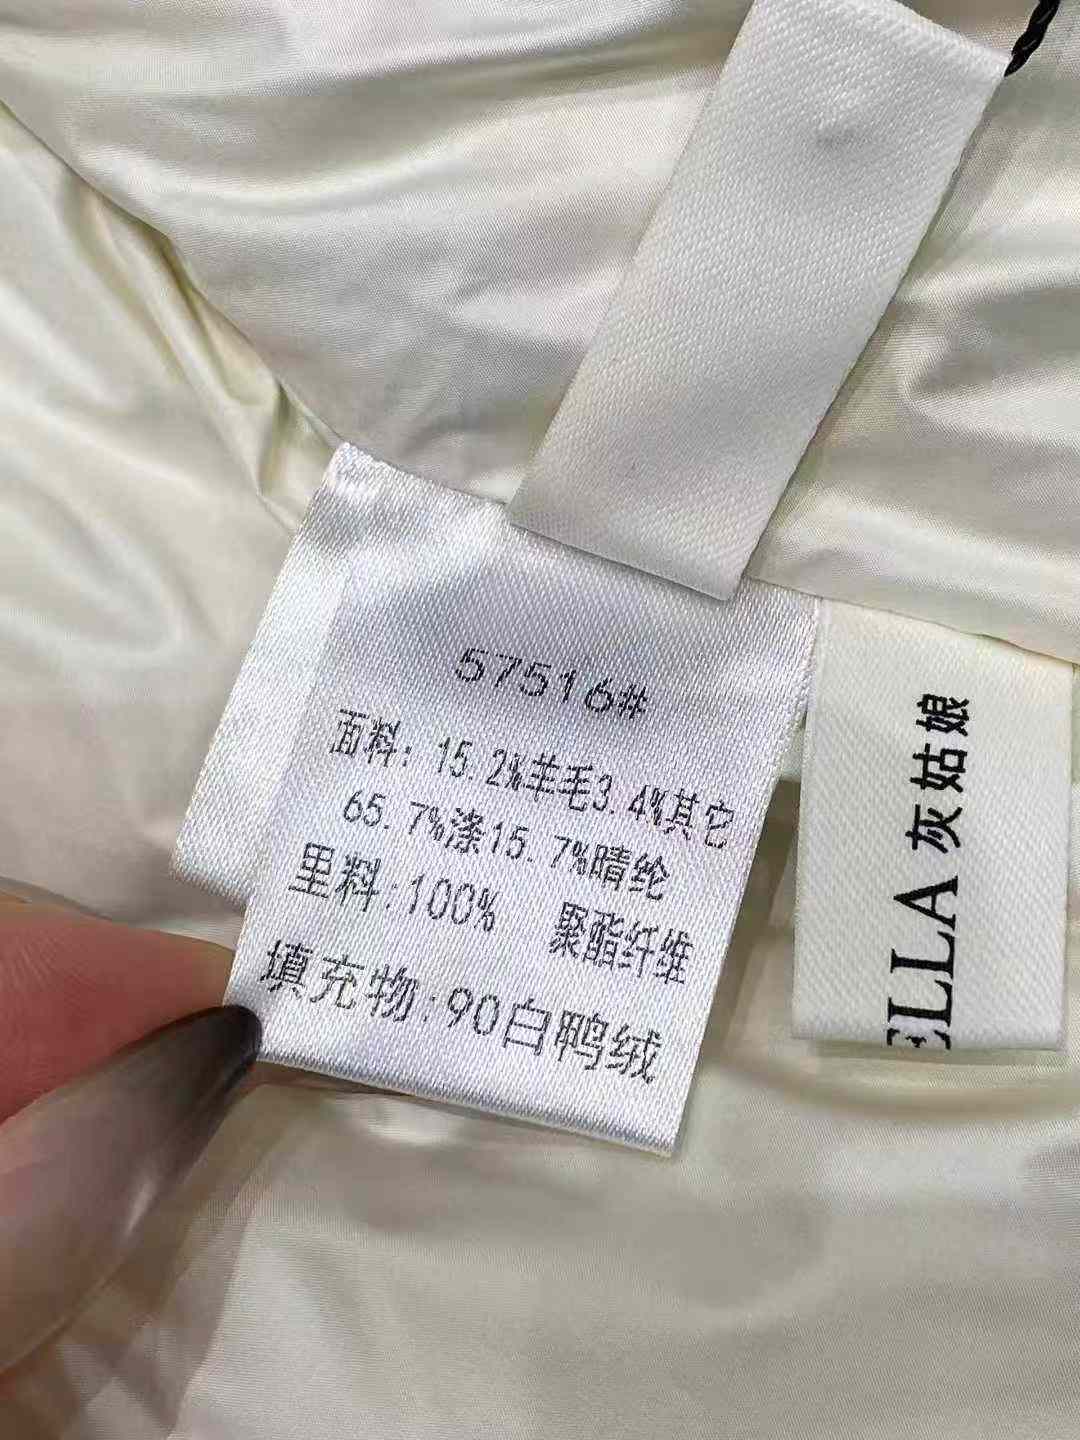 57516#
面料: 15.2%羊毛3.4%其它
65.7%涤15.7%晴纶
里料:100% 聚酯纤维
填充物:90白鸭绒
ELLA 灰姑娘